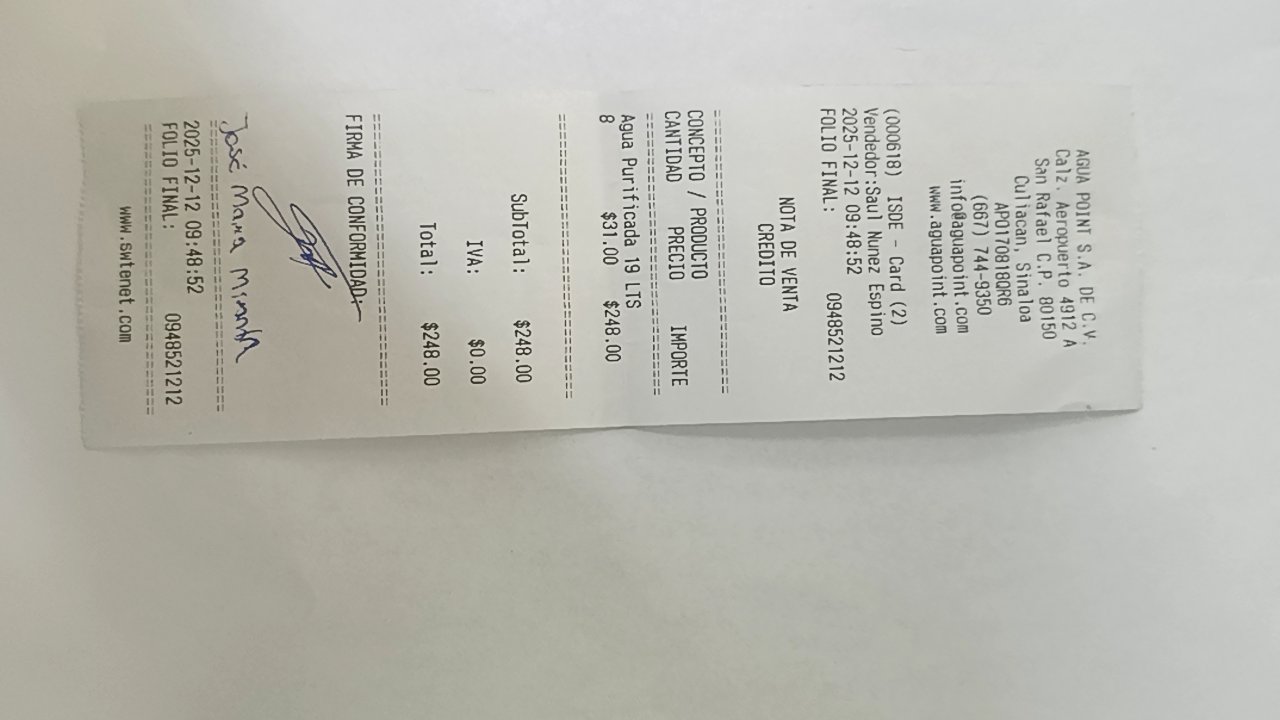 AGUA POINT S.A. DE C.V.
Calz. Aeropuerto 4912 A
San Rafael C.P. 80150
Culiacan, Sinaloa
APO170818QR6
(667) 744-9350
info@aguapoint.com
www.aguapoint.com
(000618) ISDE - Card (2)
Vendedor:Saul Nunez Espino
2025-12-12 09:48:52
FOLIO FINAL: 0948521212
NOTA DE VENTA
CREDITO
CONCEPTO / PRODUCTO
CANTIDAD PRECIO IMPORTE
Agua Purificada 19 LTS
8 $31.00 $248.00
SubTotal: $248.00
IVA: $0.00
Total: $248.00
FIRMA DE CONFORMIDAD:
José Maria Miranda
2025-12-12 09:48:52
FOLIO FINAL: 0948521212
www.swtenet.com